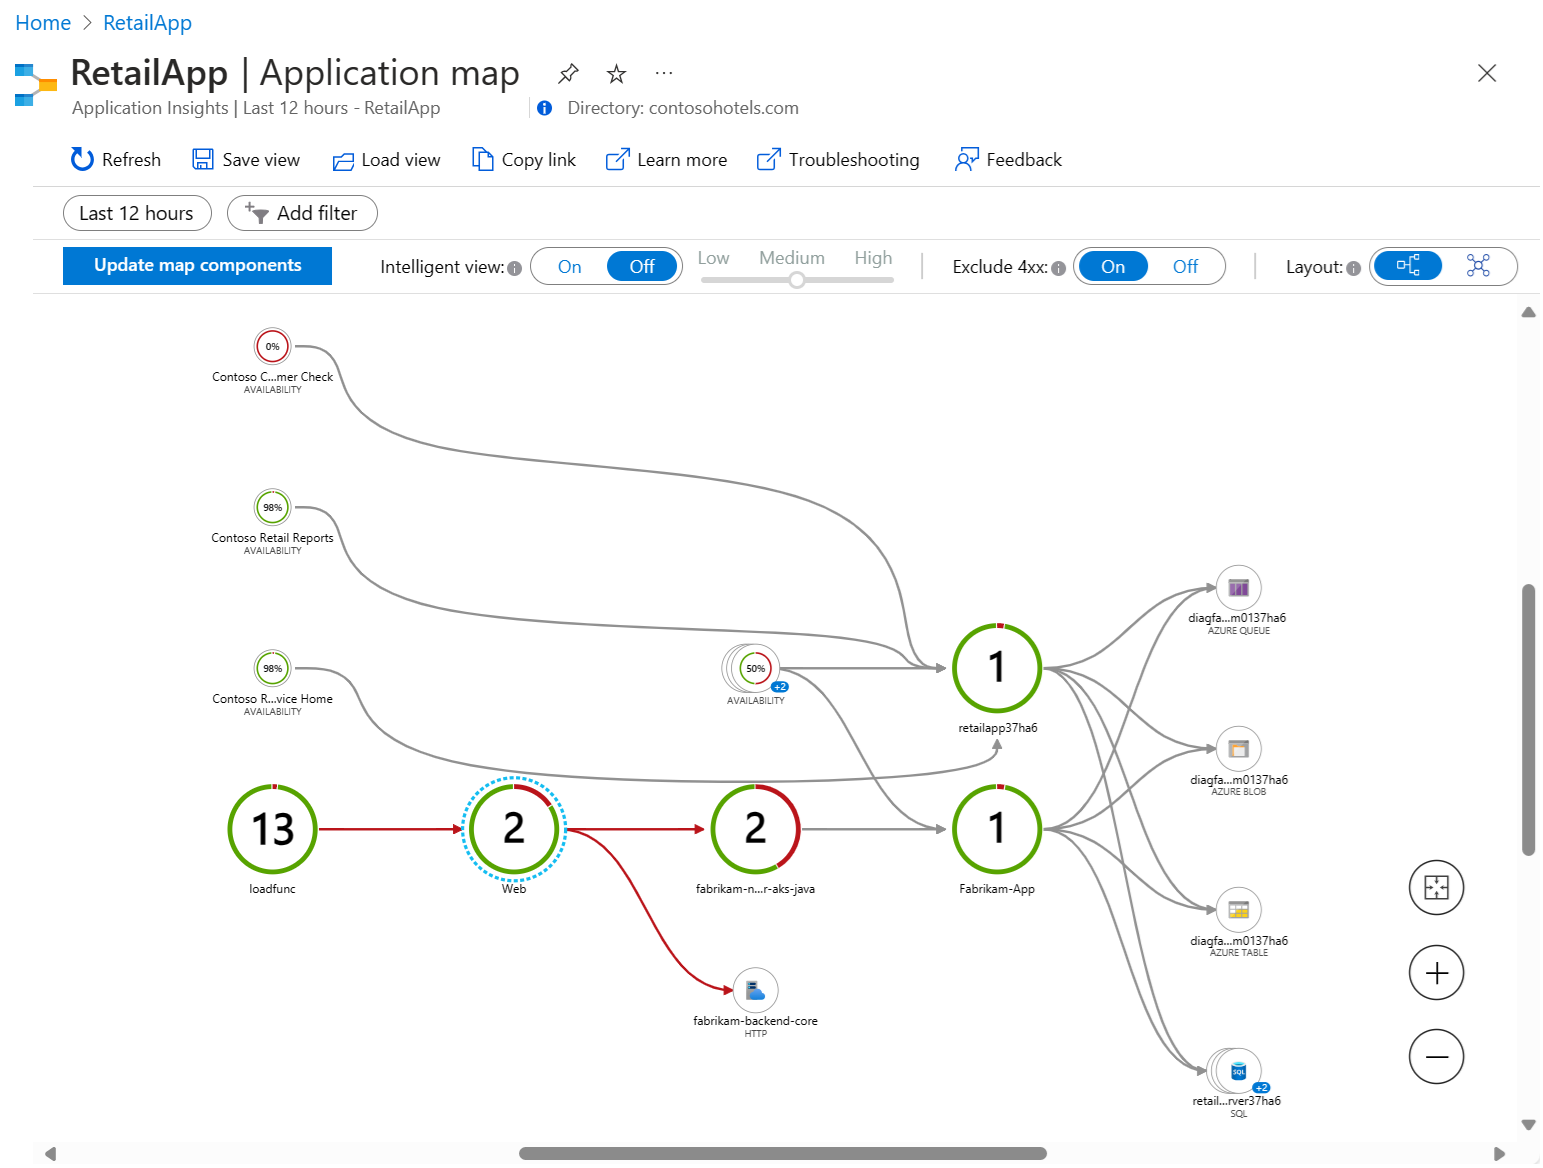 Home > RetailApp
RetailApp | Application map ...
Application Insights | Last 12 hours - RetailApp
Directory: contosohotels.com
Refresh Save view Load view Copy link Learn more Troubleshooting Feedback
Last 12 hours Add filter
Update map components Intelligent view: On Off Low Medium High Exclude 4xx: On Off Layout:
0%
Contoso C...mer Check
AVAILABILITY
98%
Contoso Retail Reports
AVAILABILITY
98%
Contoso R...vice Home
AVAILABILITY
50%
+2
AVAILABILITY
1
retailapp37ha6
13
loadfunc
2
Web
2
fabrikam-n...r-aks-java
1
Fabrikam-App
fabrikam-backend-core
HTTP
diagfa...m0137ha6
AZURE QUEUE
diagfa...m0137ha6
AZURE BLOB
diagfa...m0137ha6
AZURE TABLE
SQL
+2
retail...rver37ha6
SQL